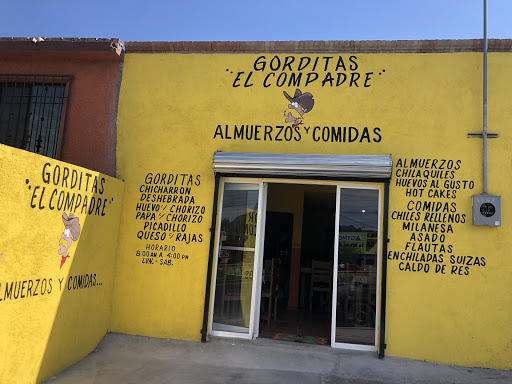 GORDITAS
"EL COMPADRE"
ALMUERZOS Y COMIDAS
GORDITAS
"EL COMPADRE"
ALMUERZOS Y COMIDAS...
GORDITAS
CHICHARRON
DESHEBRADA
HUEVO c/ CHORIZO
PAPA c/ CHORIZO
PICADILLO
QUESO c/ RAJAS
HORARIO
8:00 AM A 4:00 PM
LUN. - SAB.
ALMUERZOS
CHILAQUILES
HUEVOS AL GUSTO
HOT CAKES
COMIDAS
CHILES RELLENOS
MILANESA
ASADO
FLAUTAS
ENCHILADAS SUIZAS
CALDO DE RES